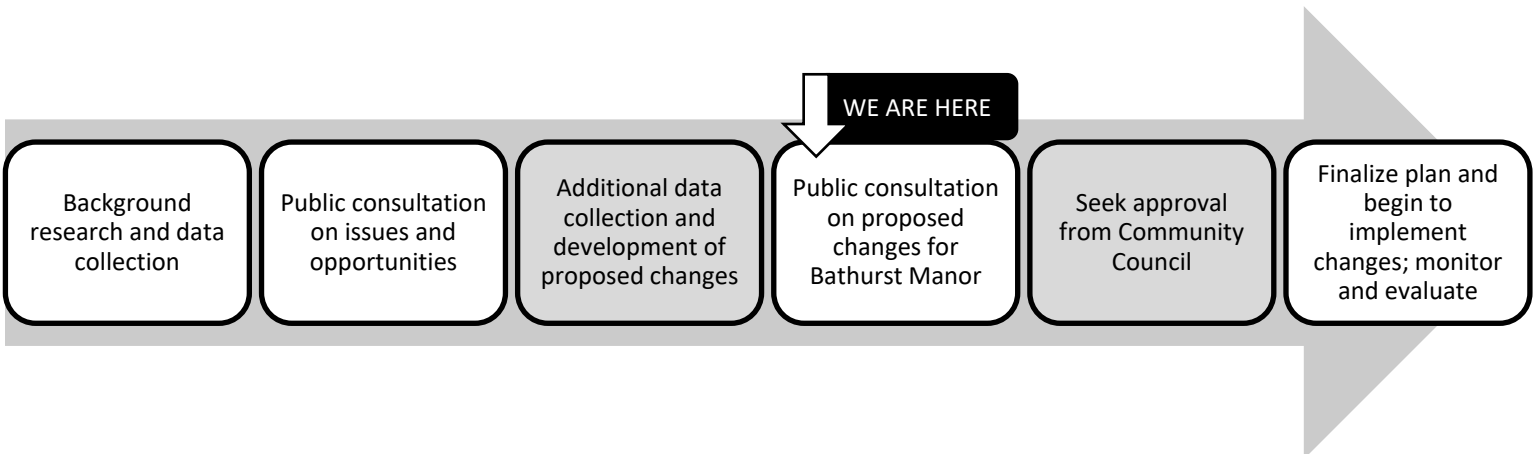 WE ARE HERE
Background
research and data
collection
Public consultation
on issues and
opportunities
Additional data
collection and
development of
proposed changes
Public consultation
on proposed
changes for
Bathurst Manor
Seek approval
from Community
Council
Finalize plan and
begin to
implement
changes; monitor
and evaluate